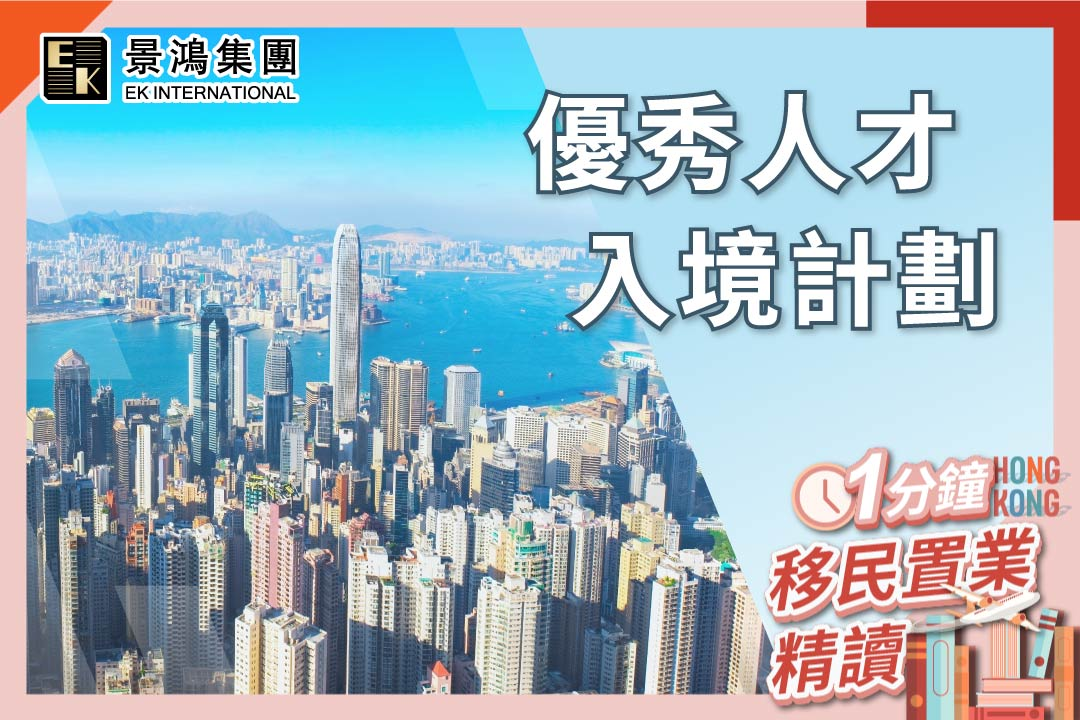 EK
景鴻集團
EK INTERNATIONAL
優秀人才
入境計劃
1分鐘
HONG
KONG
移民置業
精讀